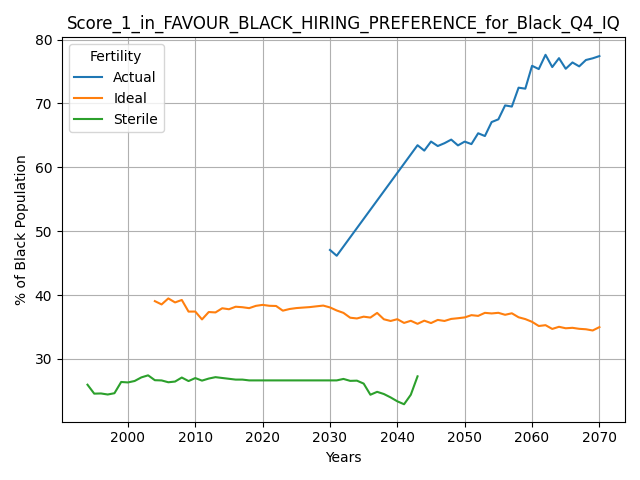 Score_1_in_FAVOUR_BLACK_HIRING_PREFERENCE_for_Black_Q4_IQ
Fertility
Actual
Ideal
Sterile
% of Black Population
80
70
60
50
40
30
2000 2010 2020 2030 2040 2050 2060 2070
Years